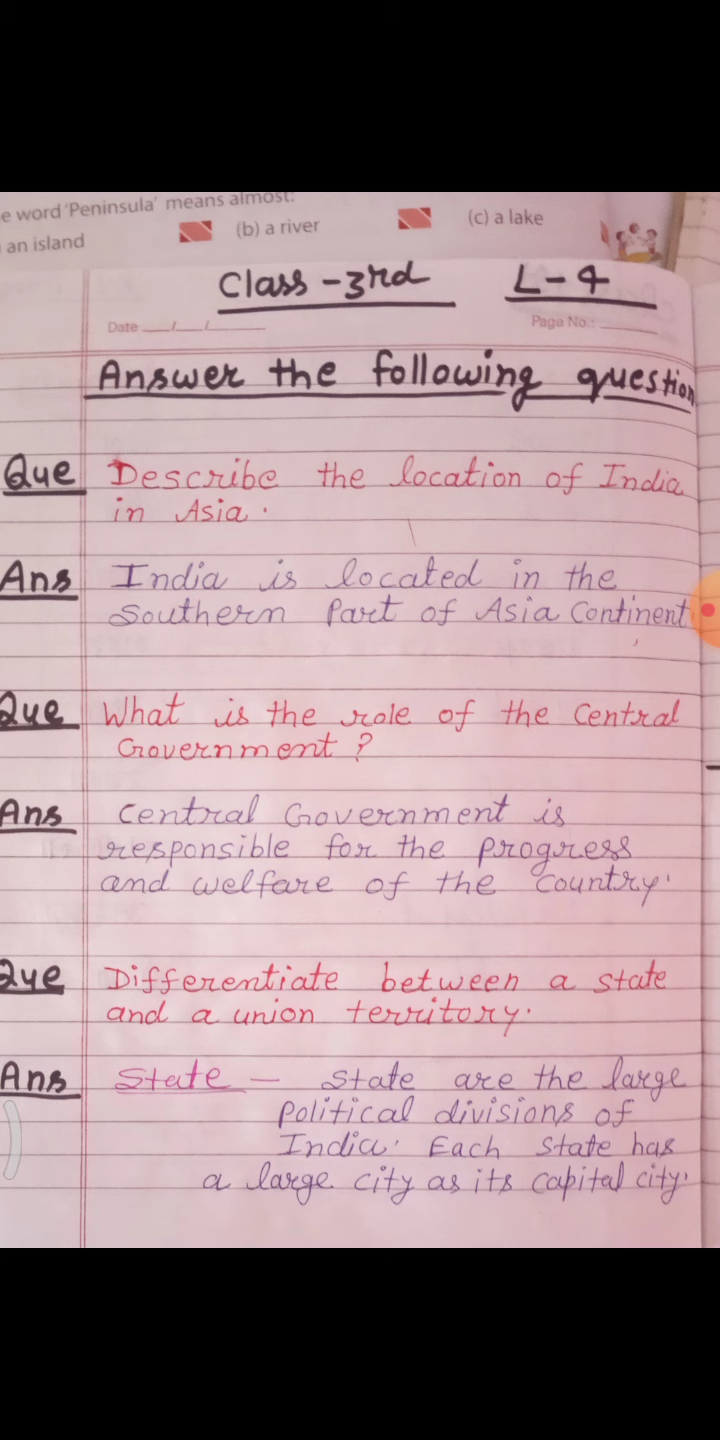 e word 'Peninsula' means almost:
an island (b) a river (c) a lake
Class - 3rd L - 4
Date / / Page No.:
Answer the following question
Que Describe the location of India
in Asia.
Ans India is located in the
Southern Part of Asia Continent
Que What is the role of the Central
Government ?
Ans Central Government is
responsible for the progress
and welfare of the country.
Que Differentiate between a state
and a union territory.
Ans State - State are the large
political divisions of
India. Each state has
a large city as its capital city.